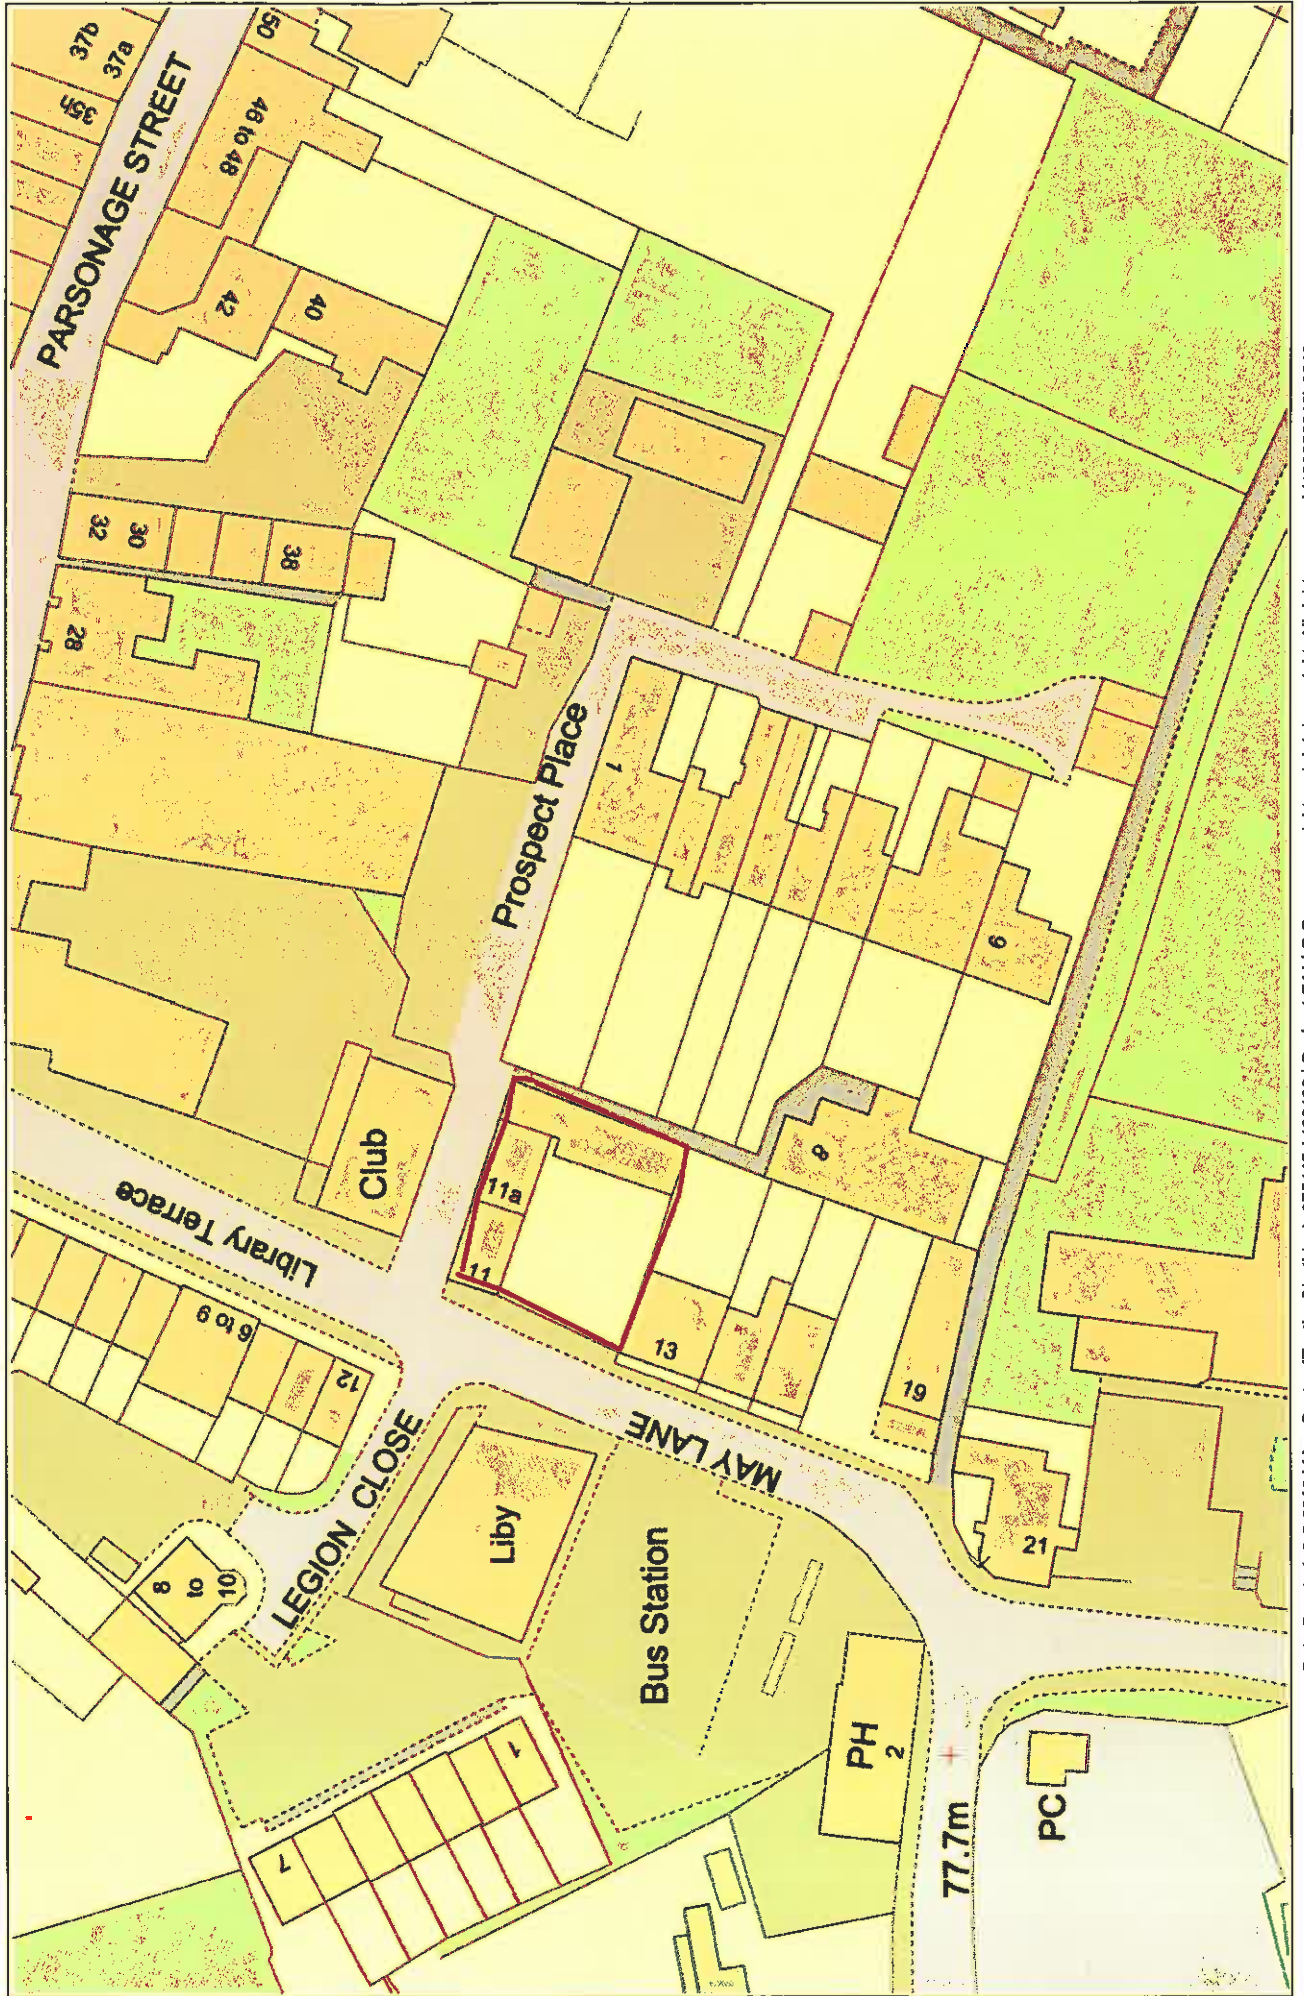 37b
37a
35h
50
PARSONAGE STREET
46 to 48
42
40
32
30
38
28
Prospect Place
1
9
Club
Library Terrace
11a
11
8
13
19
6 to 9
12
MAY LANE
LEGION CLOSE
Liby
Bus Station
21
8
to
10
1
7
PH
2
77.7m
PC